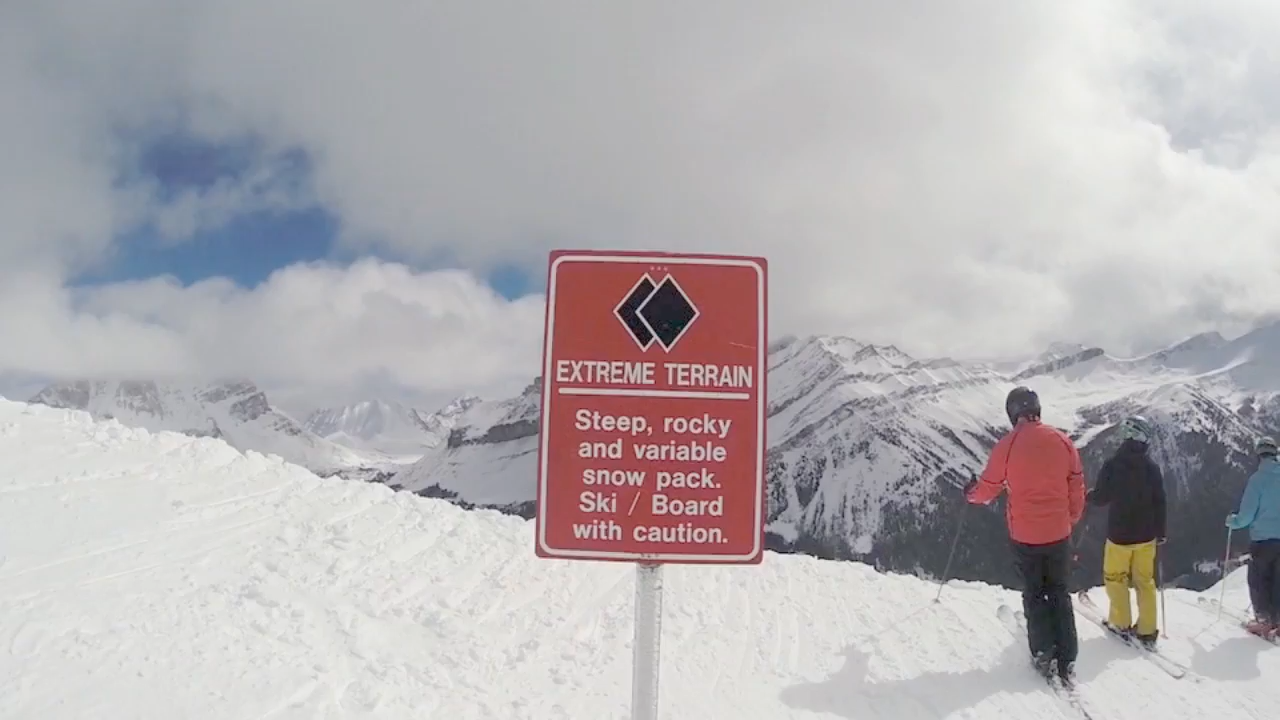 EXTREME TERRAIN
Steep, rocky
and variable
snow pack.
Ski / Board
with caution.